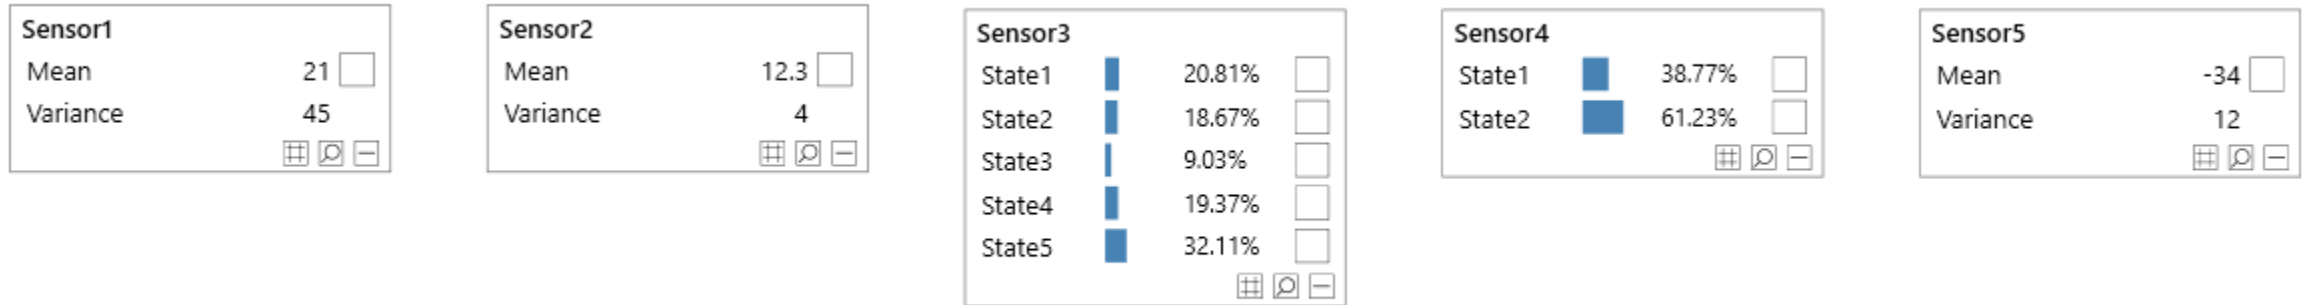 Sensor1
Mean 21
Variance 45
Sensor2
Mean 12.3
Variance 4
Sensor3
State1 20.81%
State2 18.67%
State3 9.03%
State4 19.37%
State5 32.11%
Sensor4
State1 38.77%
State2 61.23%
Sensor5
Mean -34
Variance 12